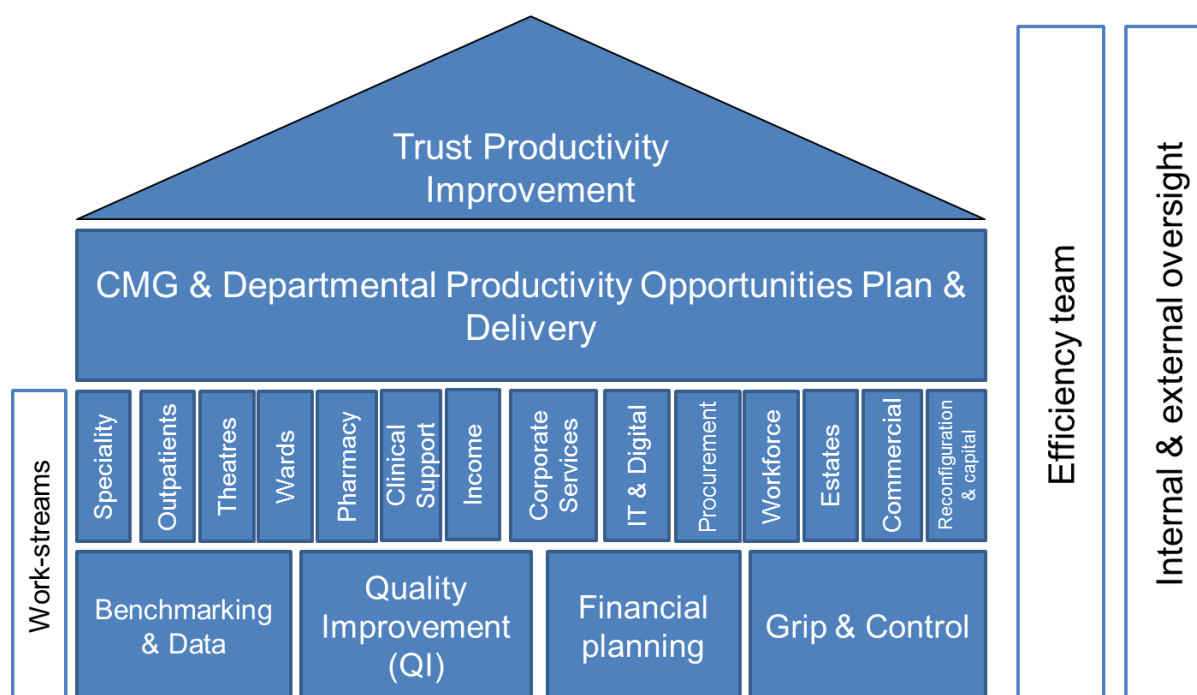 Trust Productivity
Improvement
CMG & Departmental Productivity Opportunities Plan &
Delivery
Work-streams
Speciality
Outpatients
Theatres
Wards
Pharmacy
Clinical
Support
Income
Corporate
Services
IT & Digital
Procurement
Workforce
Estates
Commercial
Reconfiguration
& capital
Benchmarking
& Data
Quality
Improvement
(QI)
Financial
planning
Grip & Control
Efficiency team
Internal & external oversight